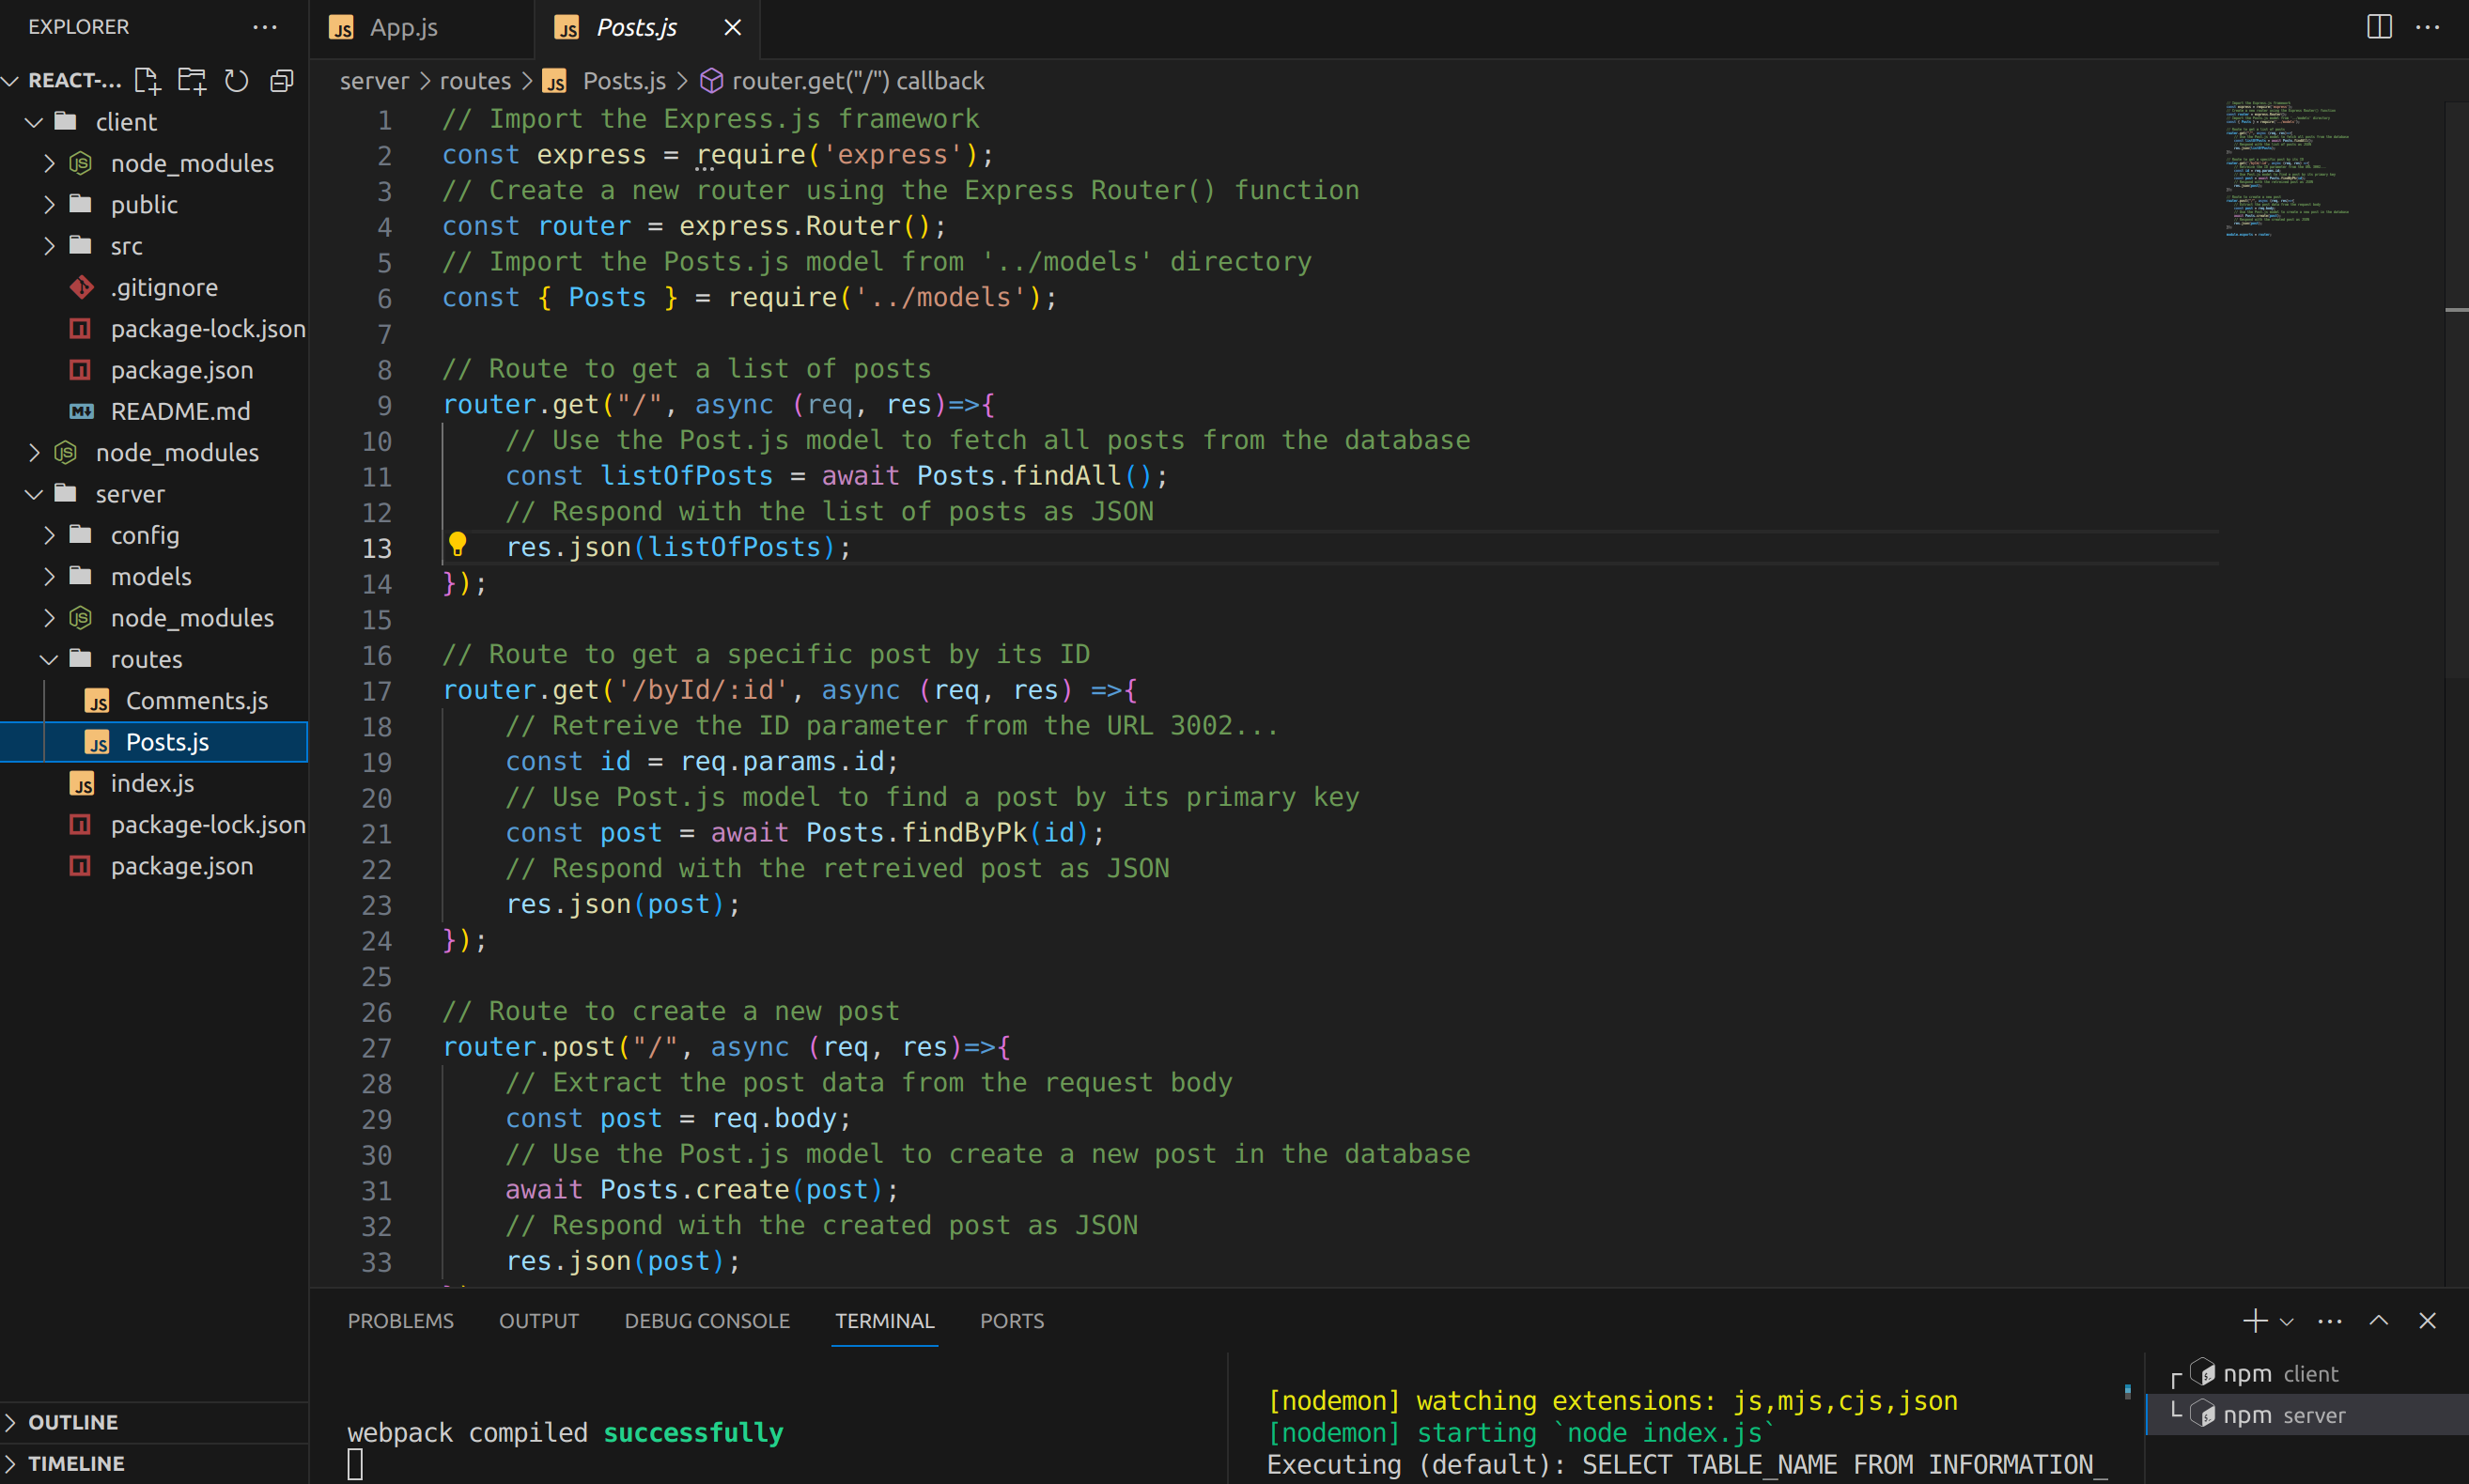 EXPLORER
REACT-...
client
node_modules
public
src
.gitignore
package-lock.json
package.json
README.md
node_modules
server
config
models
node_modules
routes
Comments.js
Posts.js
index.js
package-lock.json
package.json
OUTLINE
TIMELINE
JS App.js
JS Posts.js
server > routes > JS Posts.js > router.get("/") callback
1 // Import the Express.js framework
2 const express = require('express');
3 // Create a new router using the Express Router() function
4 const router = express.Router();
5 // Import the Posts.js model from '../models' directory
6 const { Posts } = require('../models');
7
8 // Route to get a list of posts
9 router.get("/", async (req, res)=>{
10 // Use the Post.js model to fetch all posts from the database
11 const listOfPosts = await Posts.findAll();
12 // Respond with the list of posts as JSON
13 res.json(listOfPosts);
14 });
15
16 // Route to get a specific post by its ID
17 router.get('/byId/:id', async (req, res) =>{
18 // Retreive the ID parameter from the URL 3002...
19 const id = req.params.id;
20 // Use Post.js model to find a post by its primary key
21 const post = await Posts.findByPk(id);
22 // Respond with the retreived post as JSON
23 res.json(post);
24 });
25
26 // Route to create a new post
27 router.post("/", async (req, res)=>{
28 // Extract the post data from the request body
29 const post = req.body;
30 // Use the Post.js model to create a new post in the database
31 await Posts.create(post);
32 // Respond with the created post as JSON
33 res.json(post);
PROBLEMS OUTPUT DEBUG CONSOLE TERMINAL PORTS
webpack compiled successfully
[nodemon] watching extensions: js,mjs,cjs,json
[nodemon] starting `node index.js`
Executing (default): SELECT TABLE_NAME FROM INFORMATION_
npm client
npm server